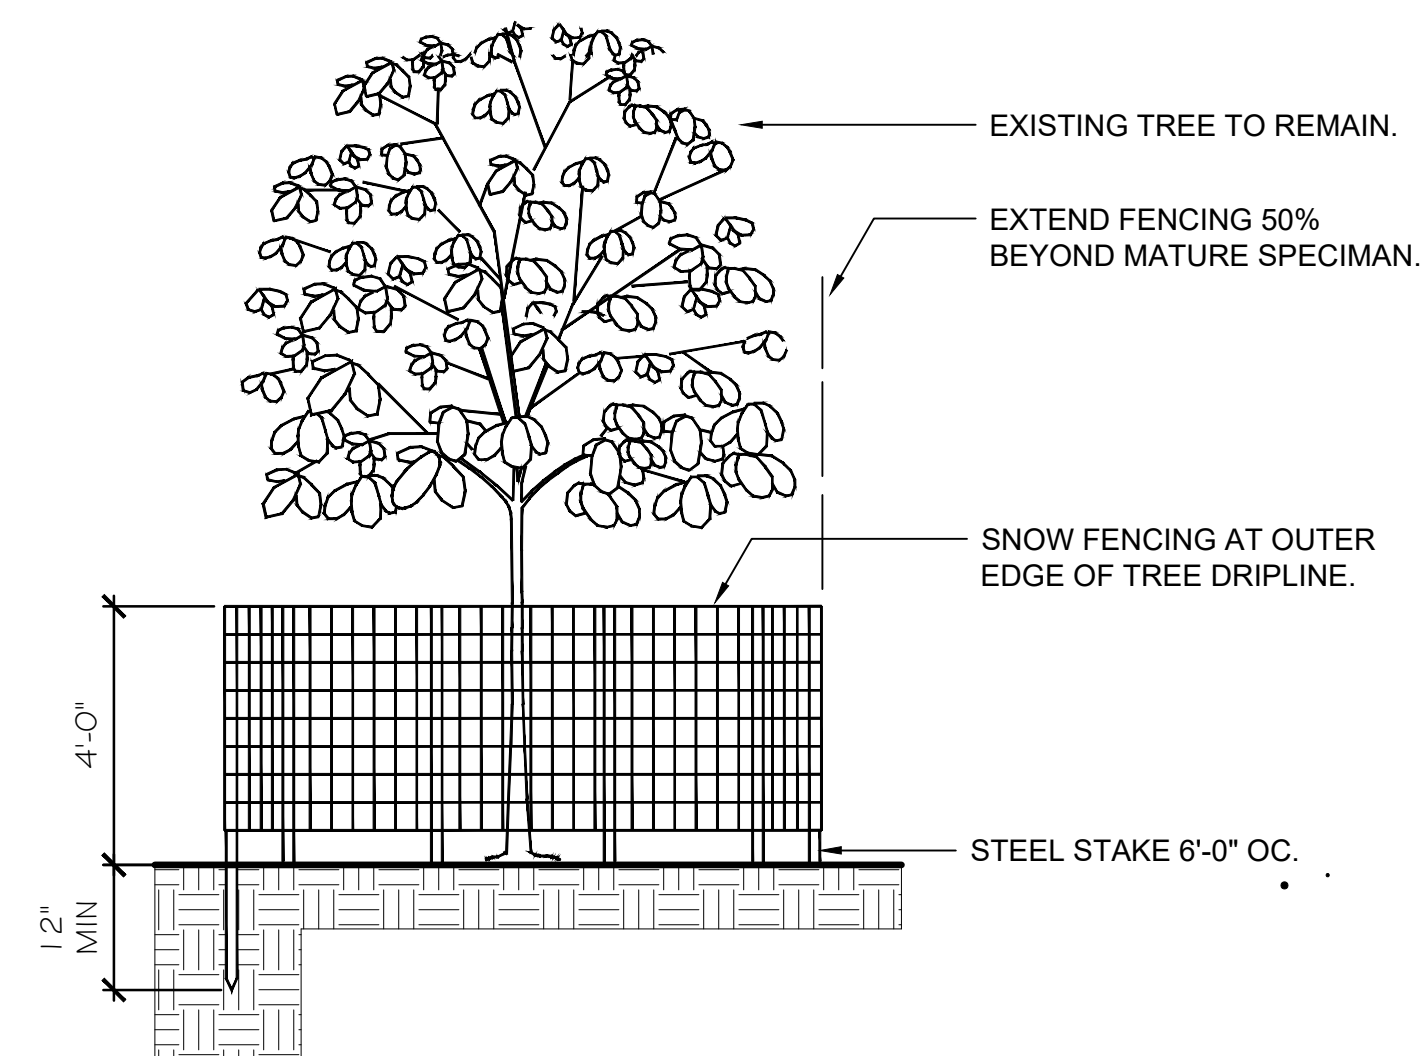 EXISTING TREE TO REMAIN.
EXTEND FENCING 50%
BEYOND MATURE SPECIMAN.
SNOW FENCING AT OUTER
EDGE OF TREE DRIPLINE.
4'-0"
STEEL STAKE 6'-0" OC.
12"
MIN